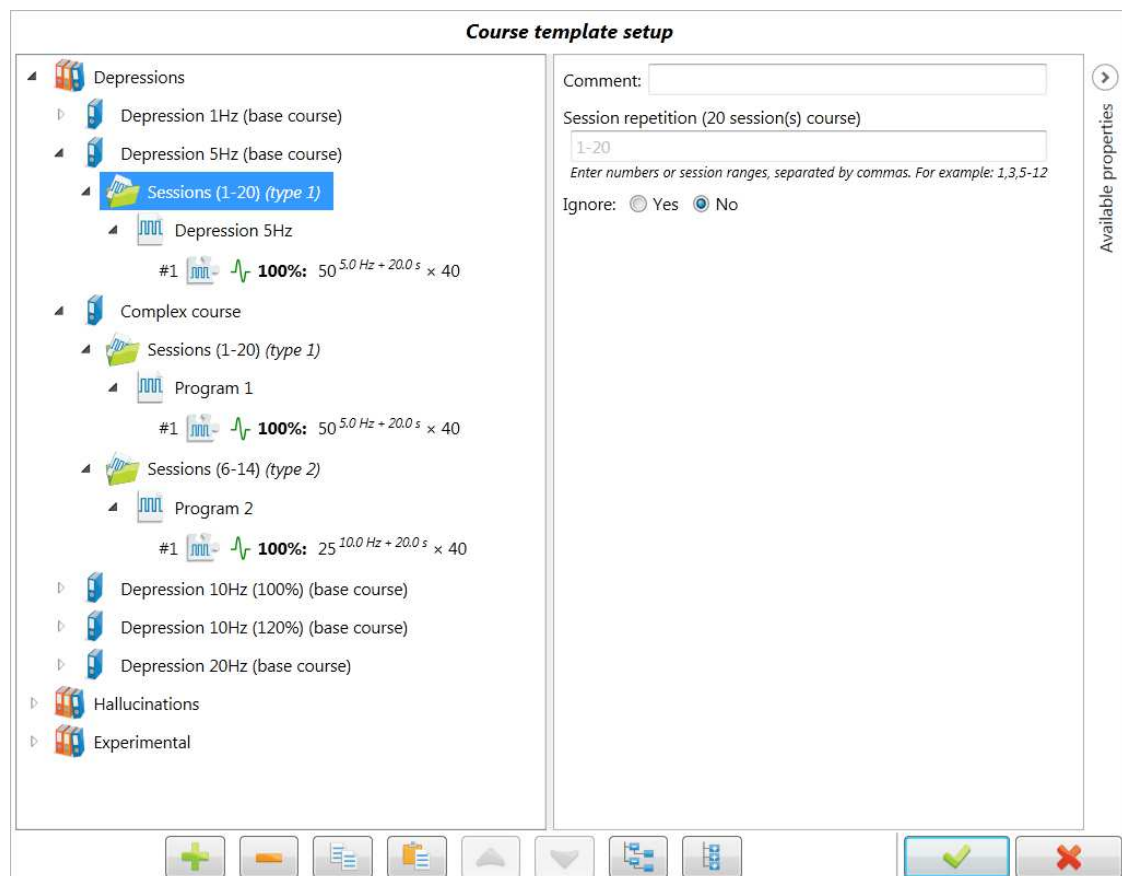 Course template setup
Depressions
Depression 1Hz (base course)
Depression 5Hz (base course)
Sessions (1-20) (type 1)
Depression 5Hz
#1 100%: 50 5.0 Hz + 20.0 s × 40
Complex course
Sessions (1-20) (type 1)
Program 1
#1 100%: 50 5.0 Hz + 20.0 s × 40
Sessions (6-14) (type 2)
Program 2
#1 100%: 25 10.0 Hz + 20.0 s × 40
Depression 10Hz (100%) (base course)
Depression 10Hz (120%) (base course)
Depression 20Hz (base course)
Hallucinations
Experimental
Comment:
Session repetition (20 session(s) course)
1-20
Enter numbers or session ranges, separated by commas. For example: 1,3,5-12
Ignore: Yes No
Available properties